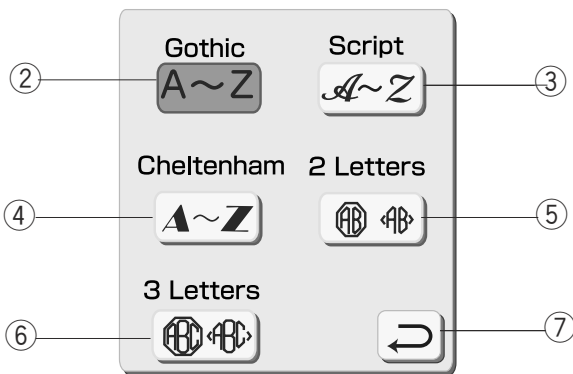 Gothic Script
② A～Z A～Z ③
Cheltenham 2 Letters
④ A～Z AB AB ⑤
3 Letters
⑥ ABC ABC ⑦